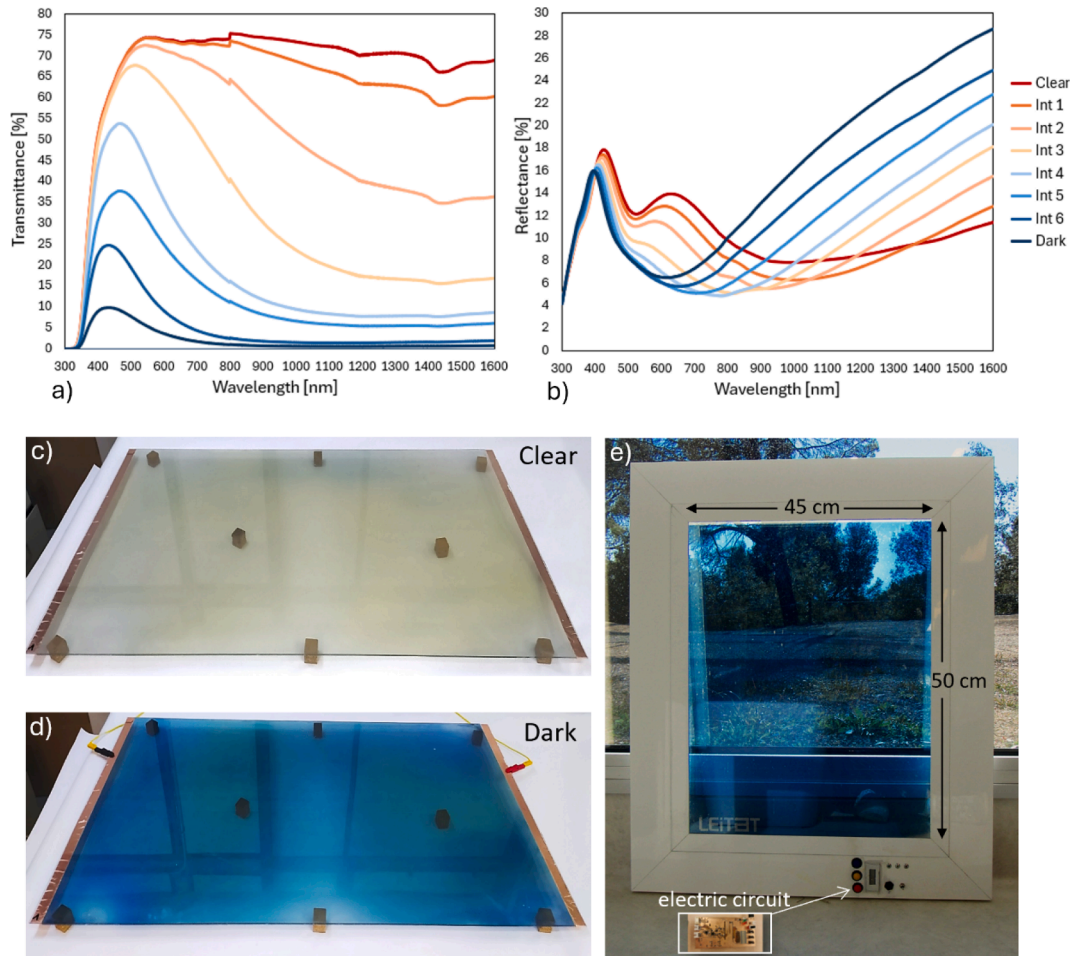 80
75
70
65
60
55
50
45
40
35
30
25
20
15
10
5
0
Transmittance [%]
300 400 500 600 700 800 900 1000 1100 1200 1300 1400 1500 1600
Wavelength [nm]
a)
30
28
26
24
22
20
18
16
14
12
10
8
6
4
2
0
Reflectance [%]
300 400 500 600 700 800 900 1000 1100 1200 1300 1400 1500 1600
Wavelength [nm]
b)
Clear
Int 1
Int 2
Int 3
Int 4
Int 5
Int 6
Dark
c)
Clear
d)
Dark
e)
45 cm
50 cm
LEITAT
electric circuit